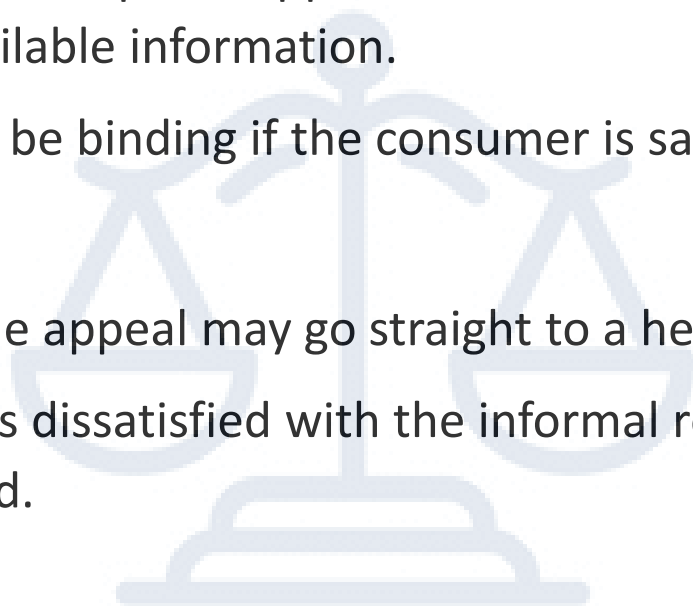 ilable information.
be binding if the consumer is sa
e appeal may go straight to a he
s dissatisfied with the informal r
d.